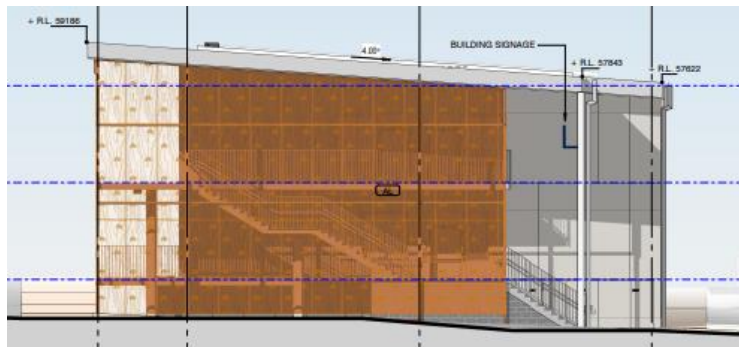 + R.L. 59186
4.00°
BUILDING SIGNAGE
+ R.L. 57843
R.L. 57622